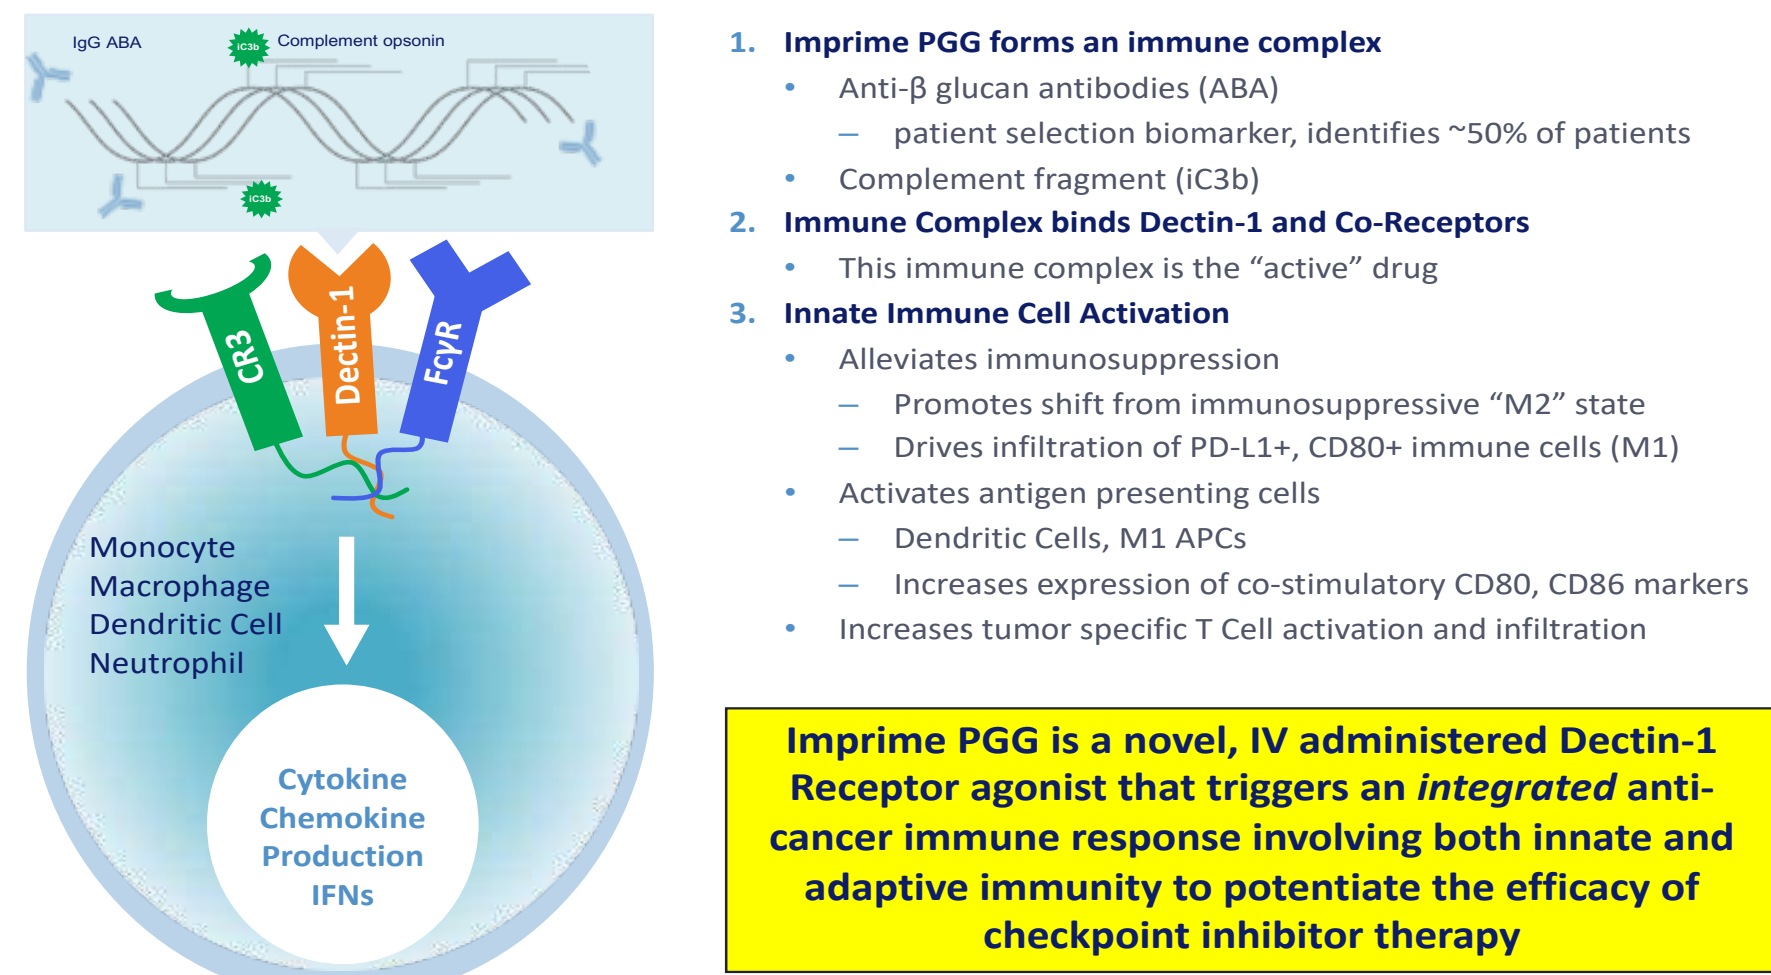 IgG ABA
iC3b
Complement opsonin
iC3b
CR3
Dectin-1
FcγR
Monocyte
Macrophage
Dendritic Cell
Neutrophil
Cytokine
Chemokine
Production
IFNs
1. Imprime PGG forms an immune complex
• Anti-β glucan antibodies (ABA)
– patient selection biomarker, identifies ~50% of patients
• Complement fragment (iC3b)
2. Immune Complex binds Dectin-1 and Co-Receptors
• This immune complex is the “active” drug
3. Innate Immune Cell Activation
• Alleviates immunosuppression
– Promotes shift from immunosuppressive “M2” state
– Drives infiltration of PD-L1+, CD80+ immune cells (M1)
• Activates antigen presenting cells
– Dendritic Cells, M1 APCs
– Increases expression of co-stimulatory CD80, CD86 markers
• Increases tumor specific T Cell activation and infiltration
Imprime PGG is a novel, IV administered Dectin-1
Receptor agonist that triggers an integrated anti-
cancer immune response involving both innate and
adaptive immunity to potentiate the efficacy of
checkpoint inhibitor therapy